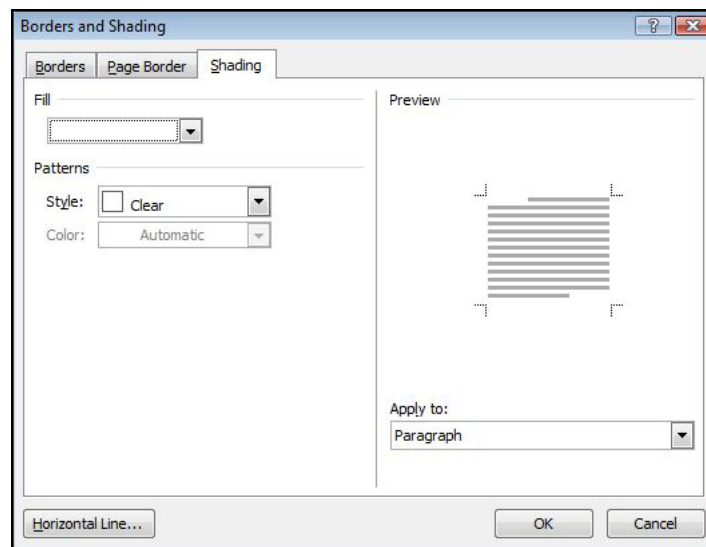 Borders and Shading
Borders
Page Border
Shading
Fill
Patterns
Style:
Clear
Color:
Automatic
Preview
Apply to:
Paragraph
Horizontal Line...
OK
Cancel